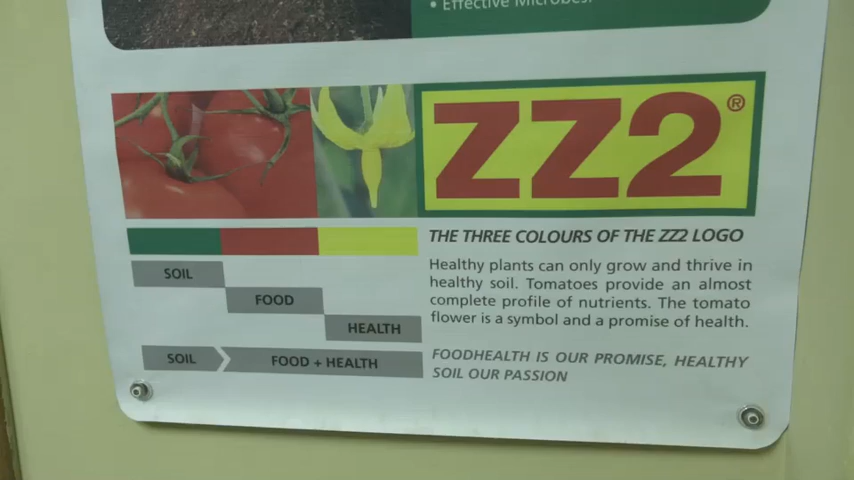 • Effective Microbes.
ZZ2®
THE THREE COLOURS OF THE ZZ2 LOGO
Healthy plants can only grow and thrive in
healthy soil. Tomatoes provide an almost
complete profile of nutrients. The tomato
flower is a symbol and a promise of health.
SOIL
FOOD
HEALTH
SOIL
FOOD + HEALTH
FOODHEALTH IS OUR PROMISE, HEALTHY
SOIL OUR PASSION